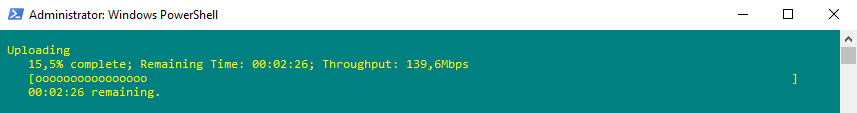 Administrator: Windows PowerShell
Uploading
15,5% complete; Remaining Time: 00:02:26; Throughput: 139,6Mbps
[oooooooooooooooo ]
00:02:26 remaining.